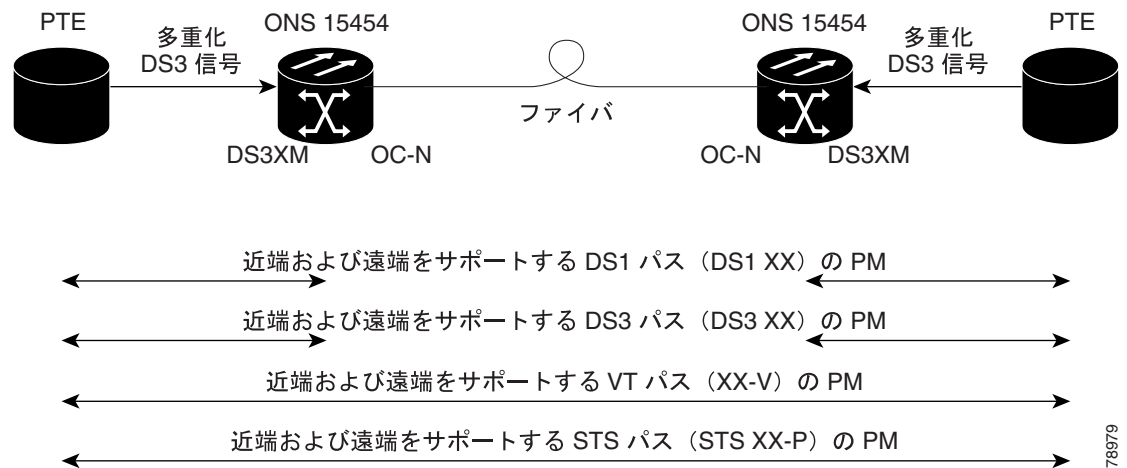 PTE
多重化
DS3 信号
ONS 15454
ファイバ
ONS 15454
多重化
DS3 信号
PTE
DS3XM
OC-N
OC-N
DS3XM
近端および遠端をサポートする DS1 パス（DS1 XX）の PM
近端および遠端をサポートする DS3 パス（DS3 XX）の PM
近端および遠端をサポートする VT パス（XX-V）の PM
近端および遠端をサポートする STS パス（STS XX-P）の PM
78979